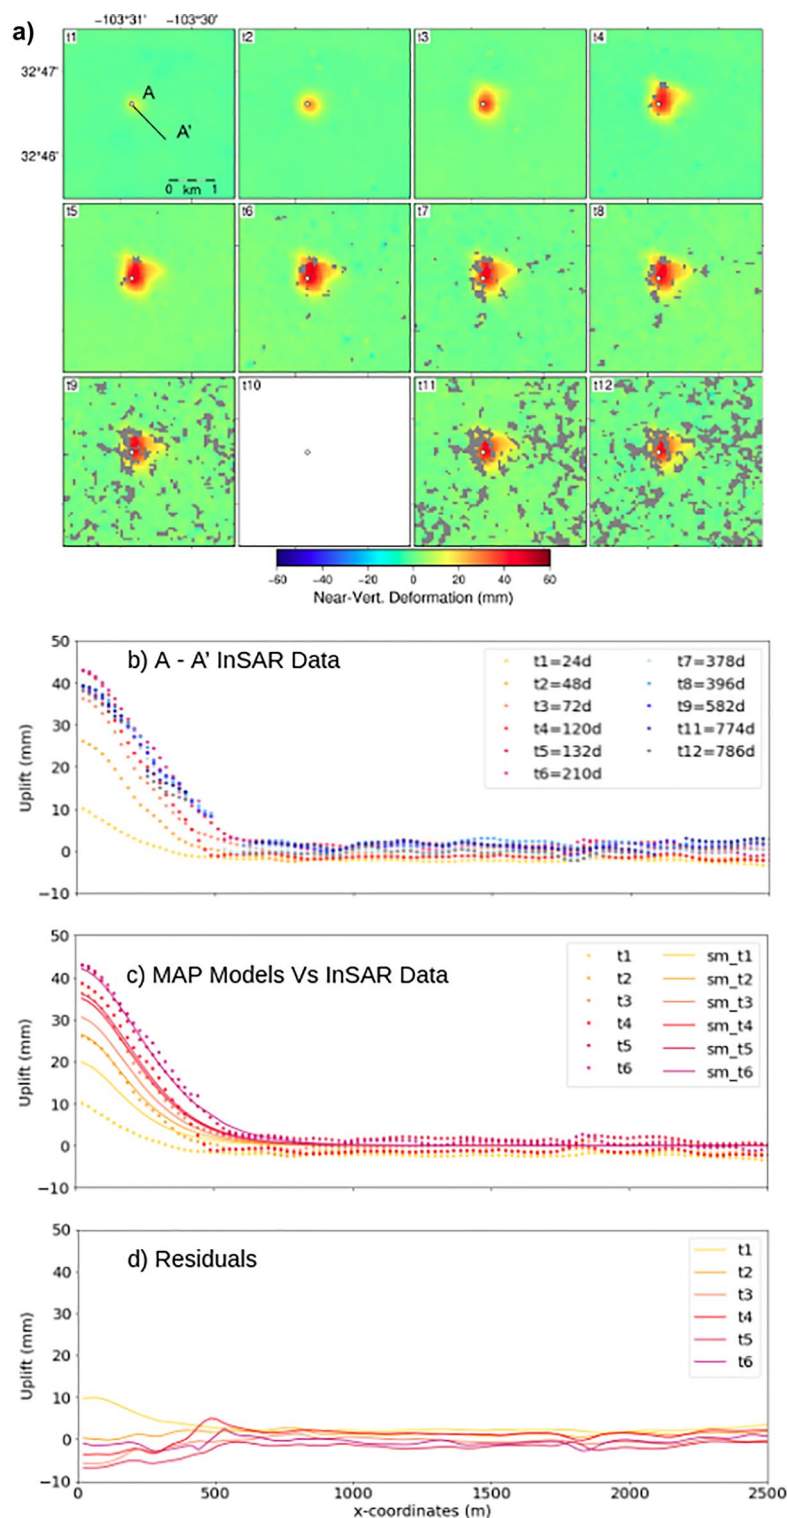 a)
−103°31' −103°30'
t1 t2 t3 t4
32°47'
A
A'
32°46'
0 km 1
t5 t6 t7 t8
t9 t10 t11 t12
−60 −40 −20 0 20 40 60
Near-Vert. Deformation (mm)
50
b) A - A' InSAR Data
t1=24d t7=378d
t2=48d t8=396d
t3=72d t9=582d
t4=120d t11=774d
t5=132d t12=786d
t6=210d
40
30
20
10
0
−10
Uplift (mm)
50
c) MAP Models Vs InSAR Data
t1 sm_t1
t2 sm_t2
t3 sm_t3
t4 sm_t4
t5 sm_t5
t6 sm_t6
40
30
20
10
0
−10
Uplift (mm)
0 500 1000 1500 2000 2500
50
d) Residuals
t1
t2
t3
t4
t5
t6
40
30
20
10
0
−10
Uplift (mm)
0 500 1000 1500 2000 2500
x-coordinates (m)